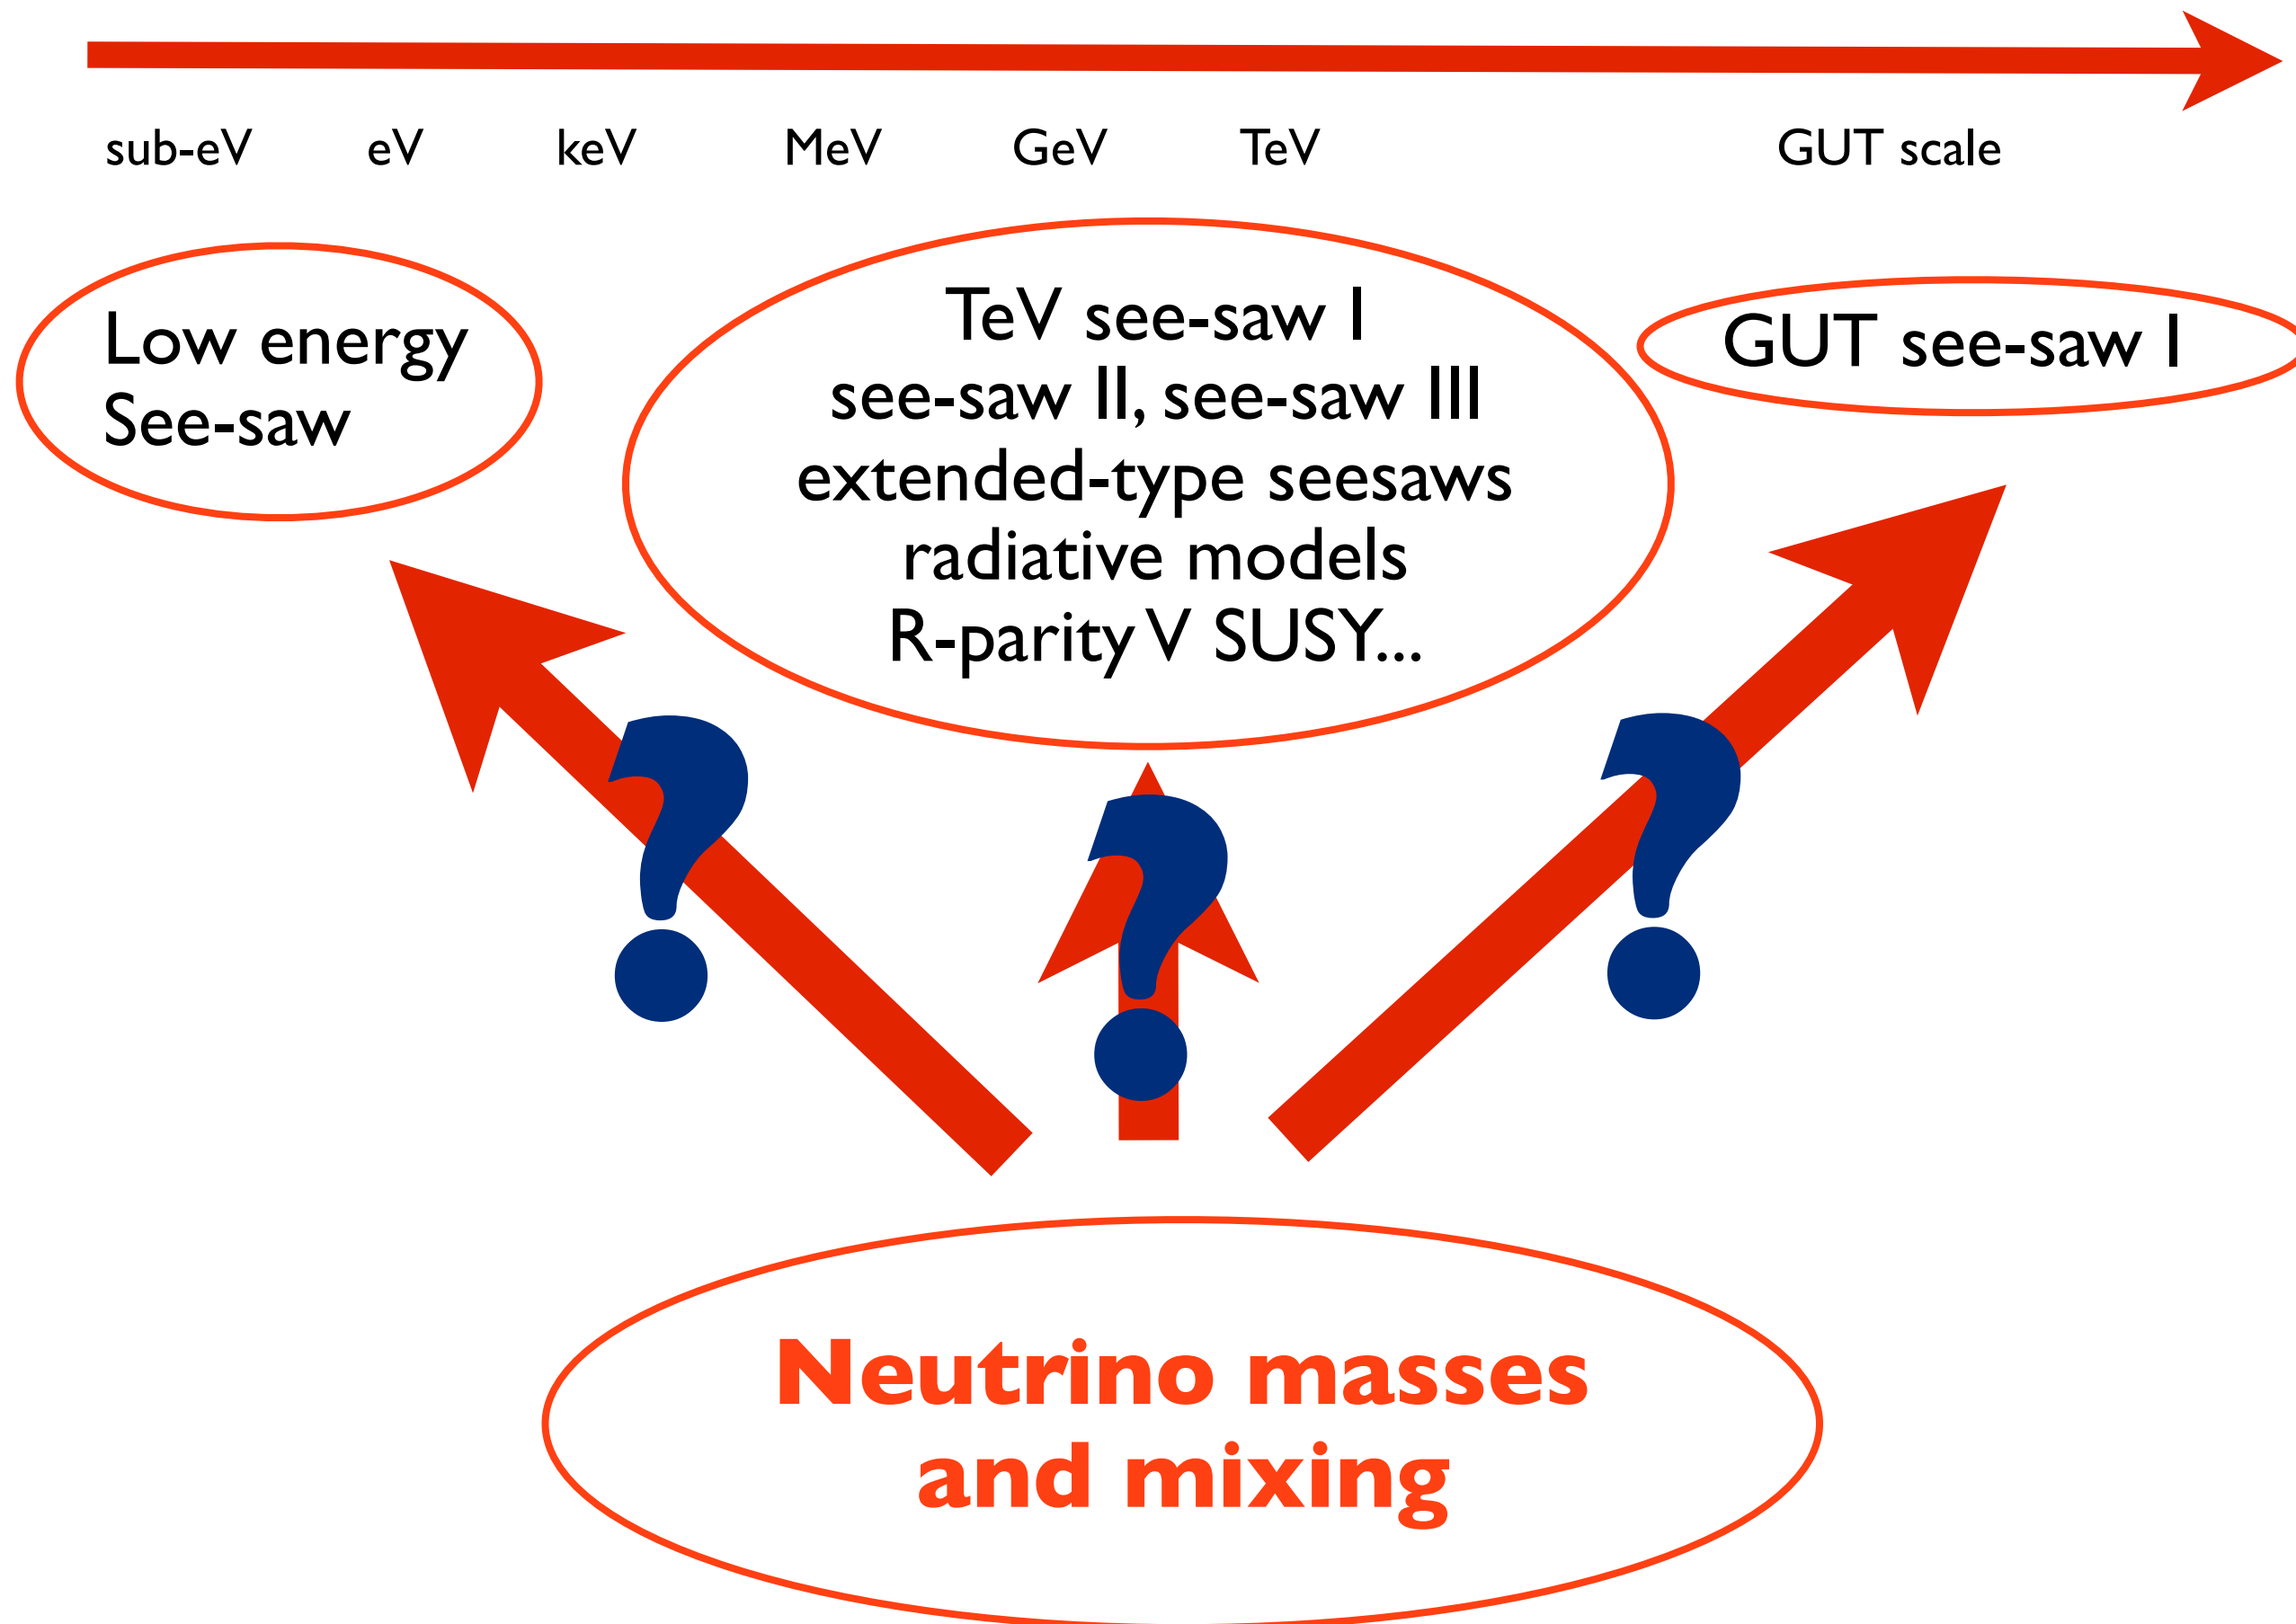 sub-eV eV keV MeV GeV TeV GUT scale
Low energy
See-saw
TeV see-saw I
see-saw II, see-saw III
extended-type seesaws
radiative models
R-parity V SUSY...
GUT see-saw I
?
?
?
Neutrino masses
and mixing